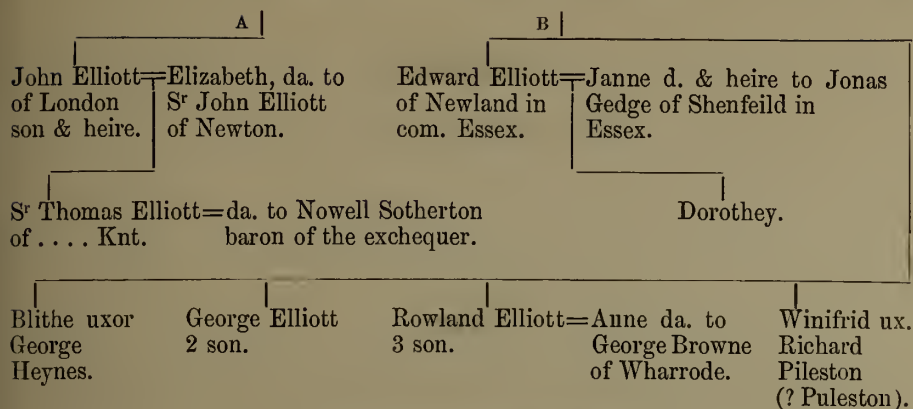 A
B
John Elliott=Elizabeth, da. to
of London
Sr John Elliott
son & heire.
of Newton.
Edward Elliott=Janne d. & heire to Jonas
of Newland in
Gedge of Shenfeild in
com. Essex.
Essex.
Sr Thomas Elliott=da. to Nowell Sotherton
of .... Knt.
baron of the exchequer.
Dorothey.
Blithe uxor
George
Heynes.
George Elliott
2 son.
Rowland Elliott=Anne da. to
3 son.
George Browne
of Wharrode.
Winifrid ux.
Richard
Pileston
(? Puleston).